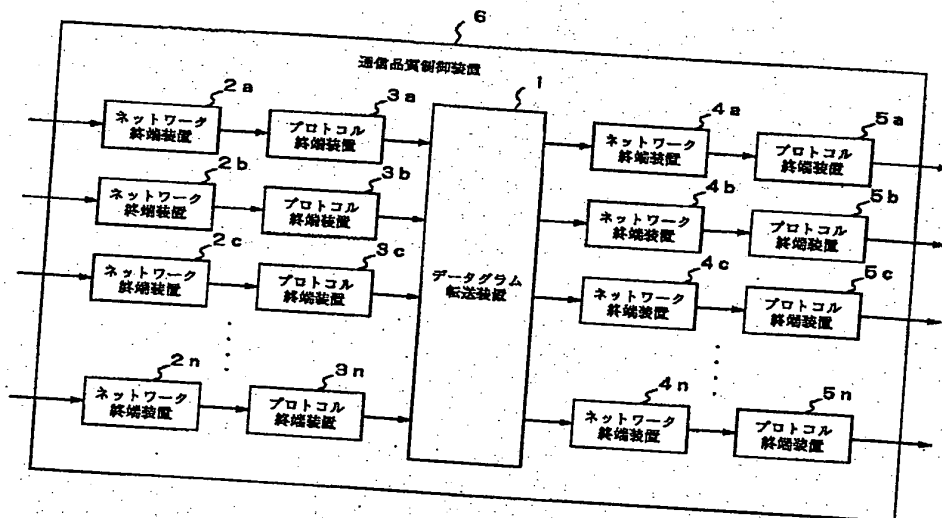 6
通信品質制御装置
2a
ネットワーク
終端装置
3a
プロトコル
終端装置
1
データグラム
転送装置
4a
ネットワーク
終端装置
5a
プロトコル
終端装置
2b
ネットワーク
終端装置
3b
プロトコル
終端装置
4b
ネットワーク
終端装置
5b
プロトコル
終端装置
2c
ネットワーク
終端装置
3c
プロトコル
終端装置
4c
ネットワーク
終端装置
5c
プロトコル
終端装置
2n
ネットワーク
終端装置
3n
プロトコル
終端装置
4n
ネットワーク
終端装置
5n
プロトコル
終端装置